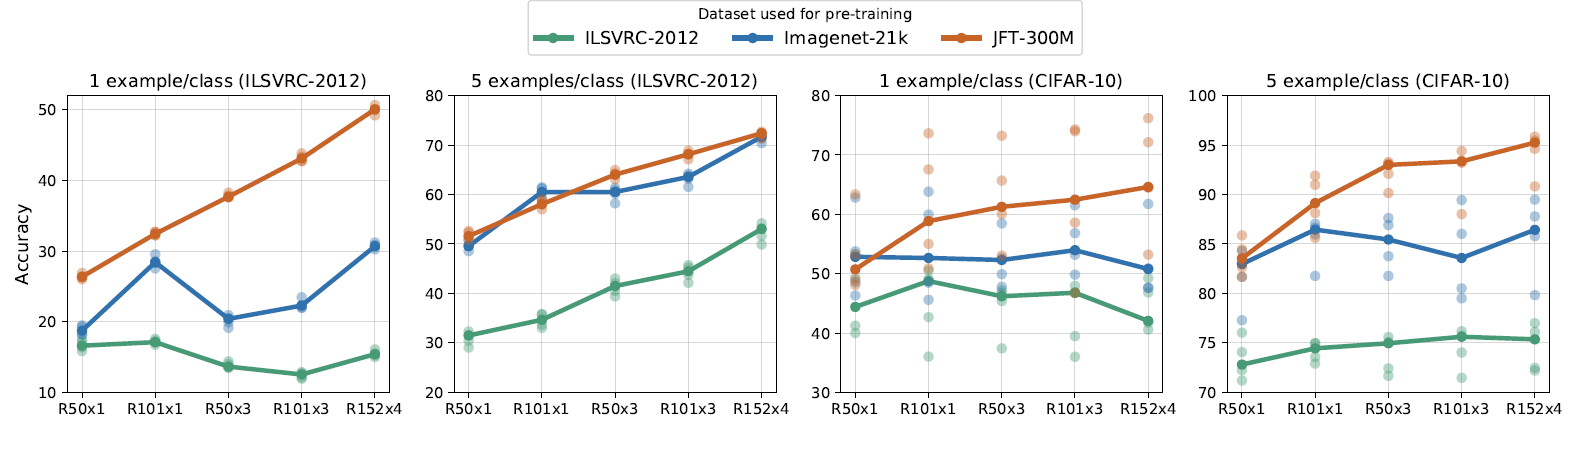 Dataset used for pre-training
ILSVRC-2012 Imagenet-21k JFT-300M
1 example/class (ILSVRC-2012)
5 examples/class (ILSVRC-2012)
1 example/class (CIFAR-10)
5 example/class (CIFAR-10)
Accuracy
50
40
30
20
10
R50x1 R101x1 R50x3 R101x3 R152x4
80
70
60
50
40
30
20
R50x1 R101x1 R50x3 R101x3 R152x4
80
70
60
50
40
30
R50x1 R101x1 R50x3 R101x3 R152x4
100
95
90
85
80
75
70
R50x1 R101x1 R50x3 R101x3 R152x4